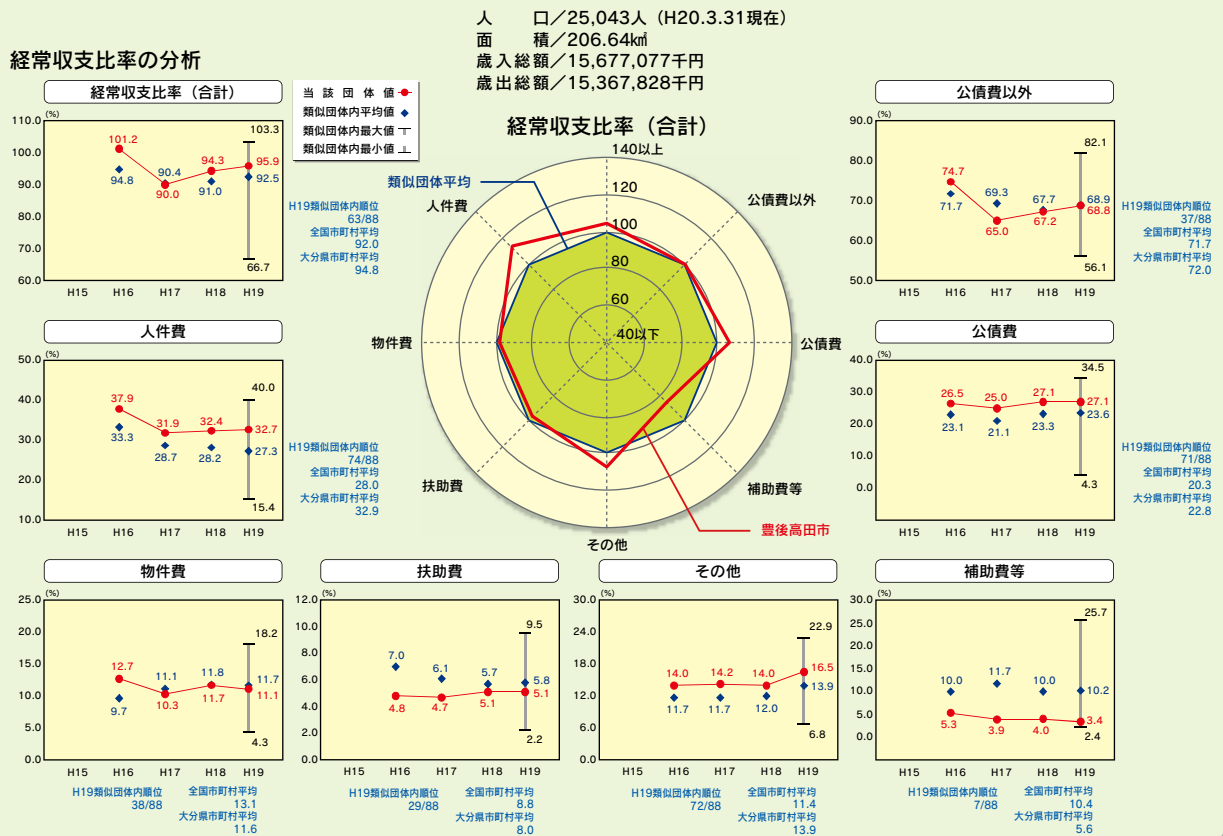 人　　口／25,043人（H20.3.31現在）
面　　積／206.64㎢
歳入総額／15,677,077千円
歳出総額／15,367,828千円
経常収支比率の分析
経常収支比率（合計）
(%)
110.0
100.0
90.0
80.0
70.0
60.0
101.2
94.8
90.4
90.0
94.3
91.0
103.3
95.9
92.5
66.7
H15 H16 H17 H18 H19
H19類似団体内順位
63/88
全国市町村平均
92.0
大分県市町村平均
94.8
当該団体値
類似団体内平均値
類似団体内最大値
類似団体内最小値
経常収支比率（合計）
140以上
120
100
80
60
40以下
類似団体平均
人件費
公債費以外
物件費
公債費
扶助費
補助費等
その他
豊後高田市
公債費以外
(%)
90.0
80.0
70.0
60.0
50.0
74.7
71.7
69.3
65.0
67.7
67.2
82.1
68.9
68.8
56.1
H15 H16 H17 H18 H19
H19類似団体内順位
37/88
全国市町村平均
71.7
大分県市町村平均
72.0
人件費
(%)
50.0
40.0
30.0
20.0
10.0
37.9
33.3
31.9
28.7
32.4
28.2
40.0
32.7
27.3
15.4
H15 H16 H17 H18 H19
H19類似団体内順位
74/88
全国市町村平均
28.0
大分県市町村平均
32.9
公債費
(%)
40.0
30.0
20.0
10.0
0.0
26.5
23.1
25.0
21.1
27.1
23.3
34.5
27.1
23.6
4.3
H15 H16 H17 H18 H19
H19類似団体内順位
71/88
全国市町村平均
20.3
大分県市町村平均
22.8
物件費
(%)
25.0
20.0
15.0
10.0
5.0
0.0
12.7
9.7
11.1
10.3
11.8
11.7
18.2
11.7
11.1
4.3
H15 H16 H17 H18 H19
H19類似団体内順位
38/88
全国市町村平均
13.1
大分県市町村平均
11.6
扶助費
(%)
12.0
10.0
8.0
6.0
4.0
2.0
0.0
7.0
4.8
6.1
4.7
5.7
5.1
9.5
5.8
5.1
2.2
H15 H16 H17 H18 H19
H19類似団体内順位
29/88
全国市町村平均
8.8
大分県市町村平均
8.0
その他
(%)
30.0
24.0
18.0
12.0
6.0
0.0
14.0
11.7
14.2
11.7
14.0
12.0
22.9
16.5
13.9
6.8
H15 H16 H17 H18 H19
H19類似団体内順位
72/88
全国市町村平均
11.4
大分県市町村平均
13.9
補助費等
(%)
30.0
25.0
20.0
15.0
10.0
5.0
0.0
10.0
5.3
11.7
3.9
10.0
4.0
25.7
10.2
3.4
2.4
H15 H16 H17 H18 H19
H19類似団体内順位
7/88
全国市町村平均
10.4
大分県市町村平均
5.6